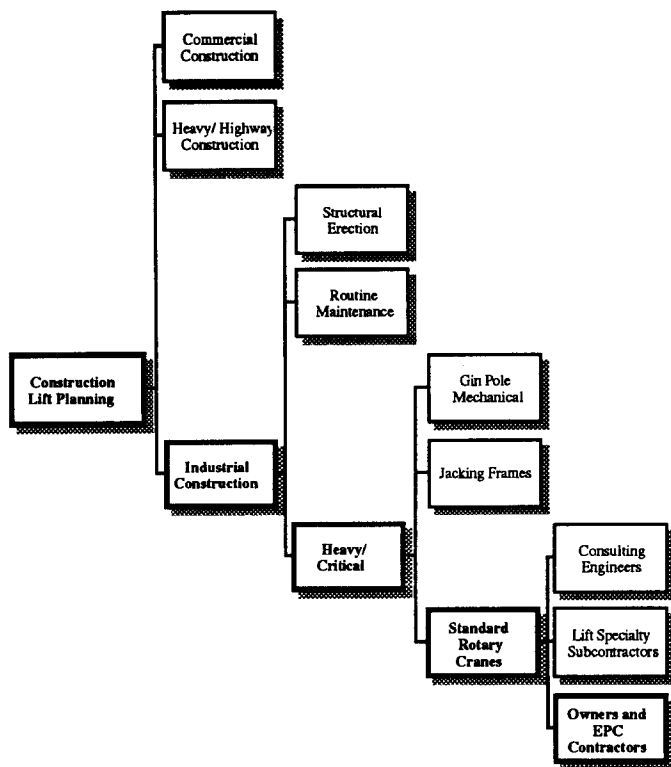 Commercial
Construction
Heavy/ Highway
Construction
Structural
Erection
Routine
Maintenance
Construction
Lift Planning
Gin Pole
Mechanical
Industrial
Construction
Jacking Frames
Heavy/
Critical
Consulting
Engineers
Standard
Rotary
Cranes
Lift Specialty
Subcontractors
Owners and
EPC
Contractors